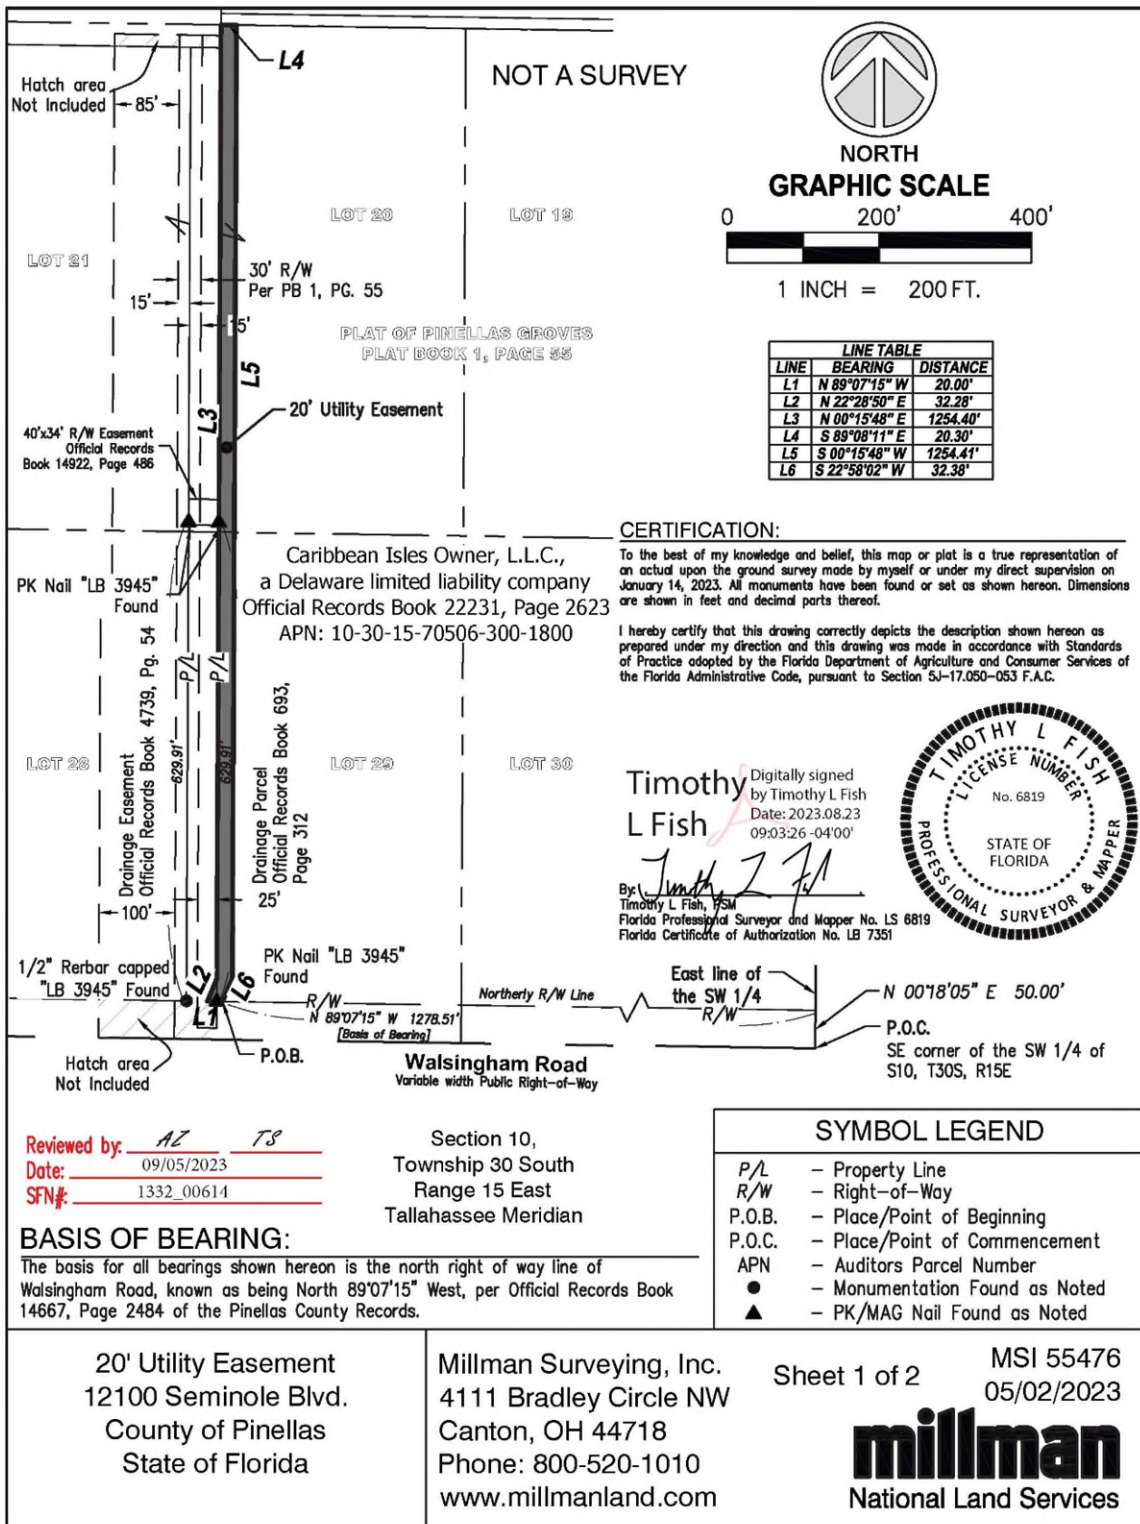 L4
NOT A SURVEY
Hatch area
Not Included
85'
NORTH
GRAPHIC SCALE
0 200' 400'
1 INCH = 200 FT.
LOT 20
LOT 19
LOT 21
30' R/W
Per PB 1, PG. 55
15'
15'
PLAT OF PINELLAS GROVES
PLAT BOOK 1, PAGE 55
L5
L3
20' Utility Easement
40'x34' R/W Easement
Official Records
Book 14922, Page 486
LINE TABLE
LINE BEARING DISTANCE
L1 N 89°07'15" W 20.00'
L2 N 22°28'50" E 32.28'
L3 N 00°15'48" E 1254.40'
L4 S 89°08'11" E 20.30'
L5 S 00°15'48" W 1254.41'
L6 S 22°58'02" W 32.38'
PK Nail "LB 3945"
Found
Caribbean Isles Owner, L.L.C.,
a Delaware limited liability company
Official Records Book 22231, Page 2623
APN: 10-30-15-70506-300-1800
CERTIFICATION:
To the best of my knowledge and belief, this map or plat is a true representation of
an actual upon the ground survey made by myself or under my direct supervision on
January 14, 2023. All monuments have been found or set as shown hereon. Dimensions
are shown in feet and decimal parts thereof.
I hereby certify that this drawing correctly depicts the description shown hereon as
prepared under my direction and this drawing was made in accordance with Standards
of Practice adopted by the Florida Department of Agriculture and Consumer Services of
the Florida Administrative Code, pursuant to Section 5J-17.050-053 F.A.C.
P/L
P/L
629.91'
629.91'
Drainage Easement
Official Records Book 4739, Pg. 54
Drainage Parcel
Official Records Book 693,
Page 312
LOT 28
LOT 29
LOT 30
25'
100'
Timothy
L Fish
Digitally signed
by Timothy L Fish
Date: 2023.08.23
09:03:26 -04'00'
By: Timothy L Fish
Timothy L Fish, PSM
Florida Professional Surveyor and Mapper No. LS 6819
Florida Certificate of Authorization No. LB 7351
TIMOTHY L FISH
LICENSE NUMBER
No. 6819
STATE OF
FLORIDA
PROFESSIONAL SURVEYOR & MAPPER
1/2" Rebar capped
"LB 3945" Found
L2
L1
L6
PK Nail "LB 3945"
Found
R/W
N 89°07'15" W 1278.51'
[Basis of Bearing]
Northerly R/W Line
East line of
the SW 1/4
R/W
N 00°18'05" E 50.00'
P.O.C.
SE corner of the SW 1/4 of
S10, T30S, R15E
P.O.B.
Hatch area
Not Included
Walsingham Road
Variable width Public Right-of-Way
Reviewed by: AZ TS
Date: 09/05/2023
SFN#: 1332_00614
Section 10,
Township 30 South
Range 15 East
Tallahassee Meridian
BASIS OF BEARING:
The basis for all bearings shown hereon is the north right of way line of
Walsingham Road, known as being North 89°07'15" West, per Official Records Book
14667, Page 2484 of the Pinellas County Records.
SYMBOL LEGEND
P/L – Property Line
R/W – Right-of-Way
P.O.B. – Place/Point of Beginning
P.O.C. – Place/Point of Commencement
APN – Auditors Parcel Number
● – Monumentation Found as Noted
▲ – PK/MAG Nail Found as Noted
20' Utility Easement
12100 Seminole Blvd.
County of Pinellas
State of Florida
Millman Surveying, Inc.
4111 Bradley Circle NW
Canton, OH 44718
Phone: 800-520-1010
www.millmanland.com
Sheet 1 of 2
MSI 55476
05/02/2023
millman
National Land Services